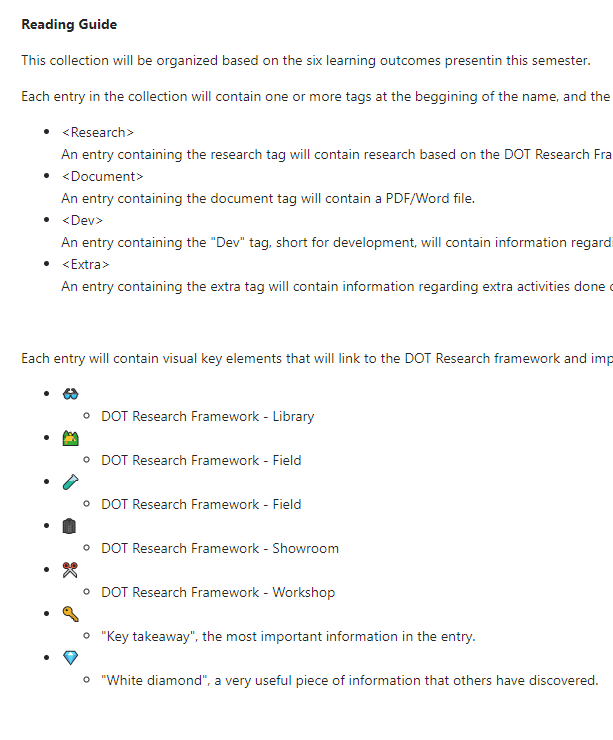 Reading Guide
This collection will be organized based on the six learning outcomes presentin this semester.
Each entry in the collection will contain one or more tags at the beggining of the name, and the
<Research>
An entry containing the research tag will contain research based on the DOT Research Fra
<Document>
An entry containing the document tag will contain a PDF/Word file.
<Dev>
An entry containing the "Dev" tag, short for development, will contain information regardi
<Extra>
An entry containing the extra tag will contain information regarding extra activities done
Each entry will contain visual key elements that will link to the DOT Research framework and imp
DOT Research Framework - Library
DOT Research Framework - Field
DOT Research Framework - Field
DOT Research Framework - Showroom
DOT Research Framework - Workshop
"Key takeaway", the most important information in the entry.
"White diamond", a very useful piece of information that others have discovered.